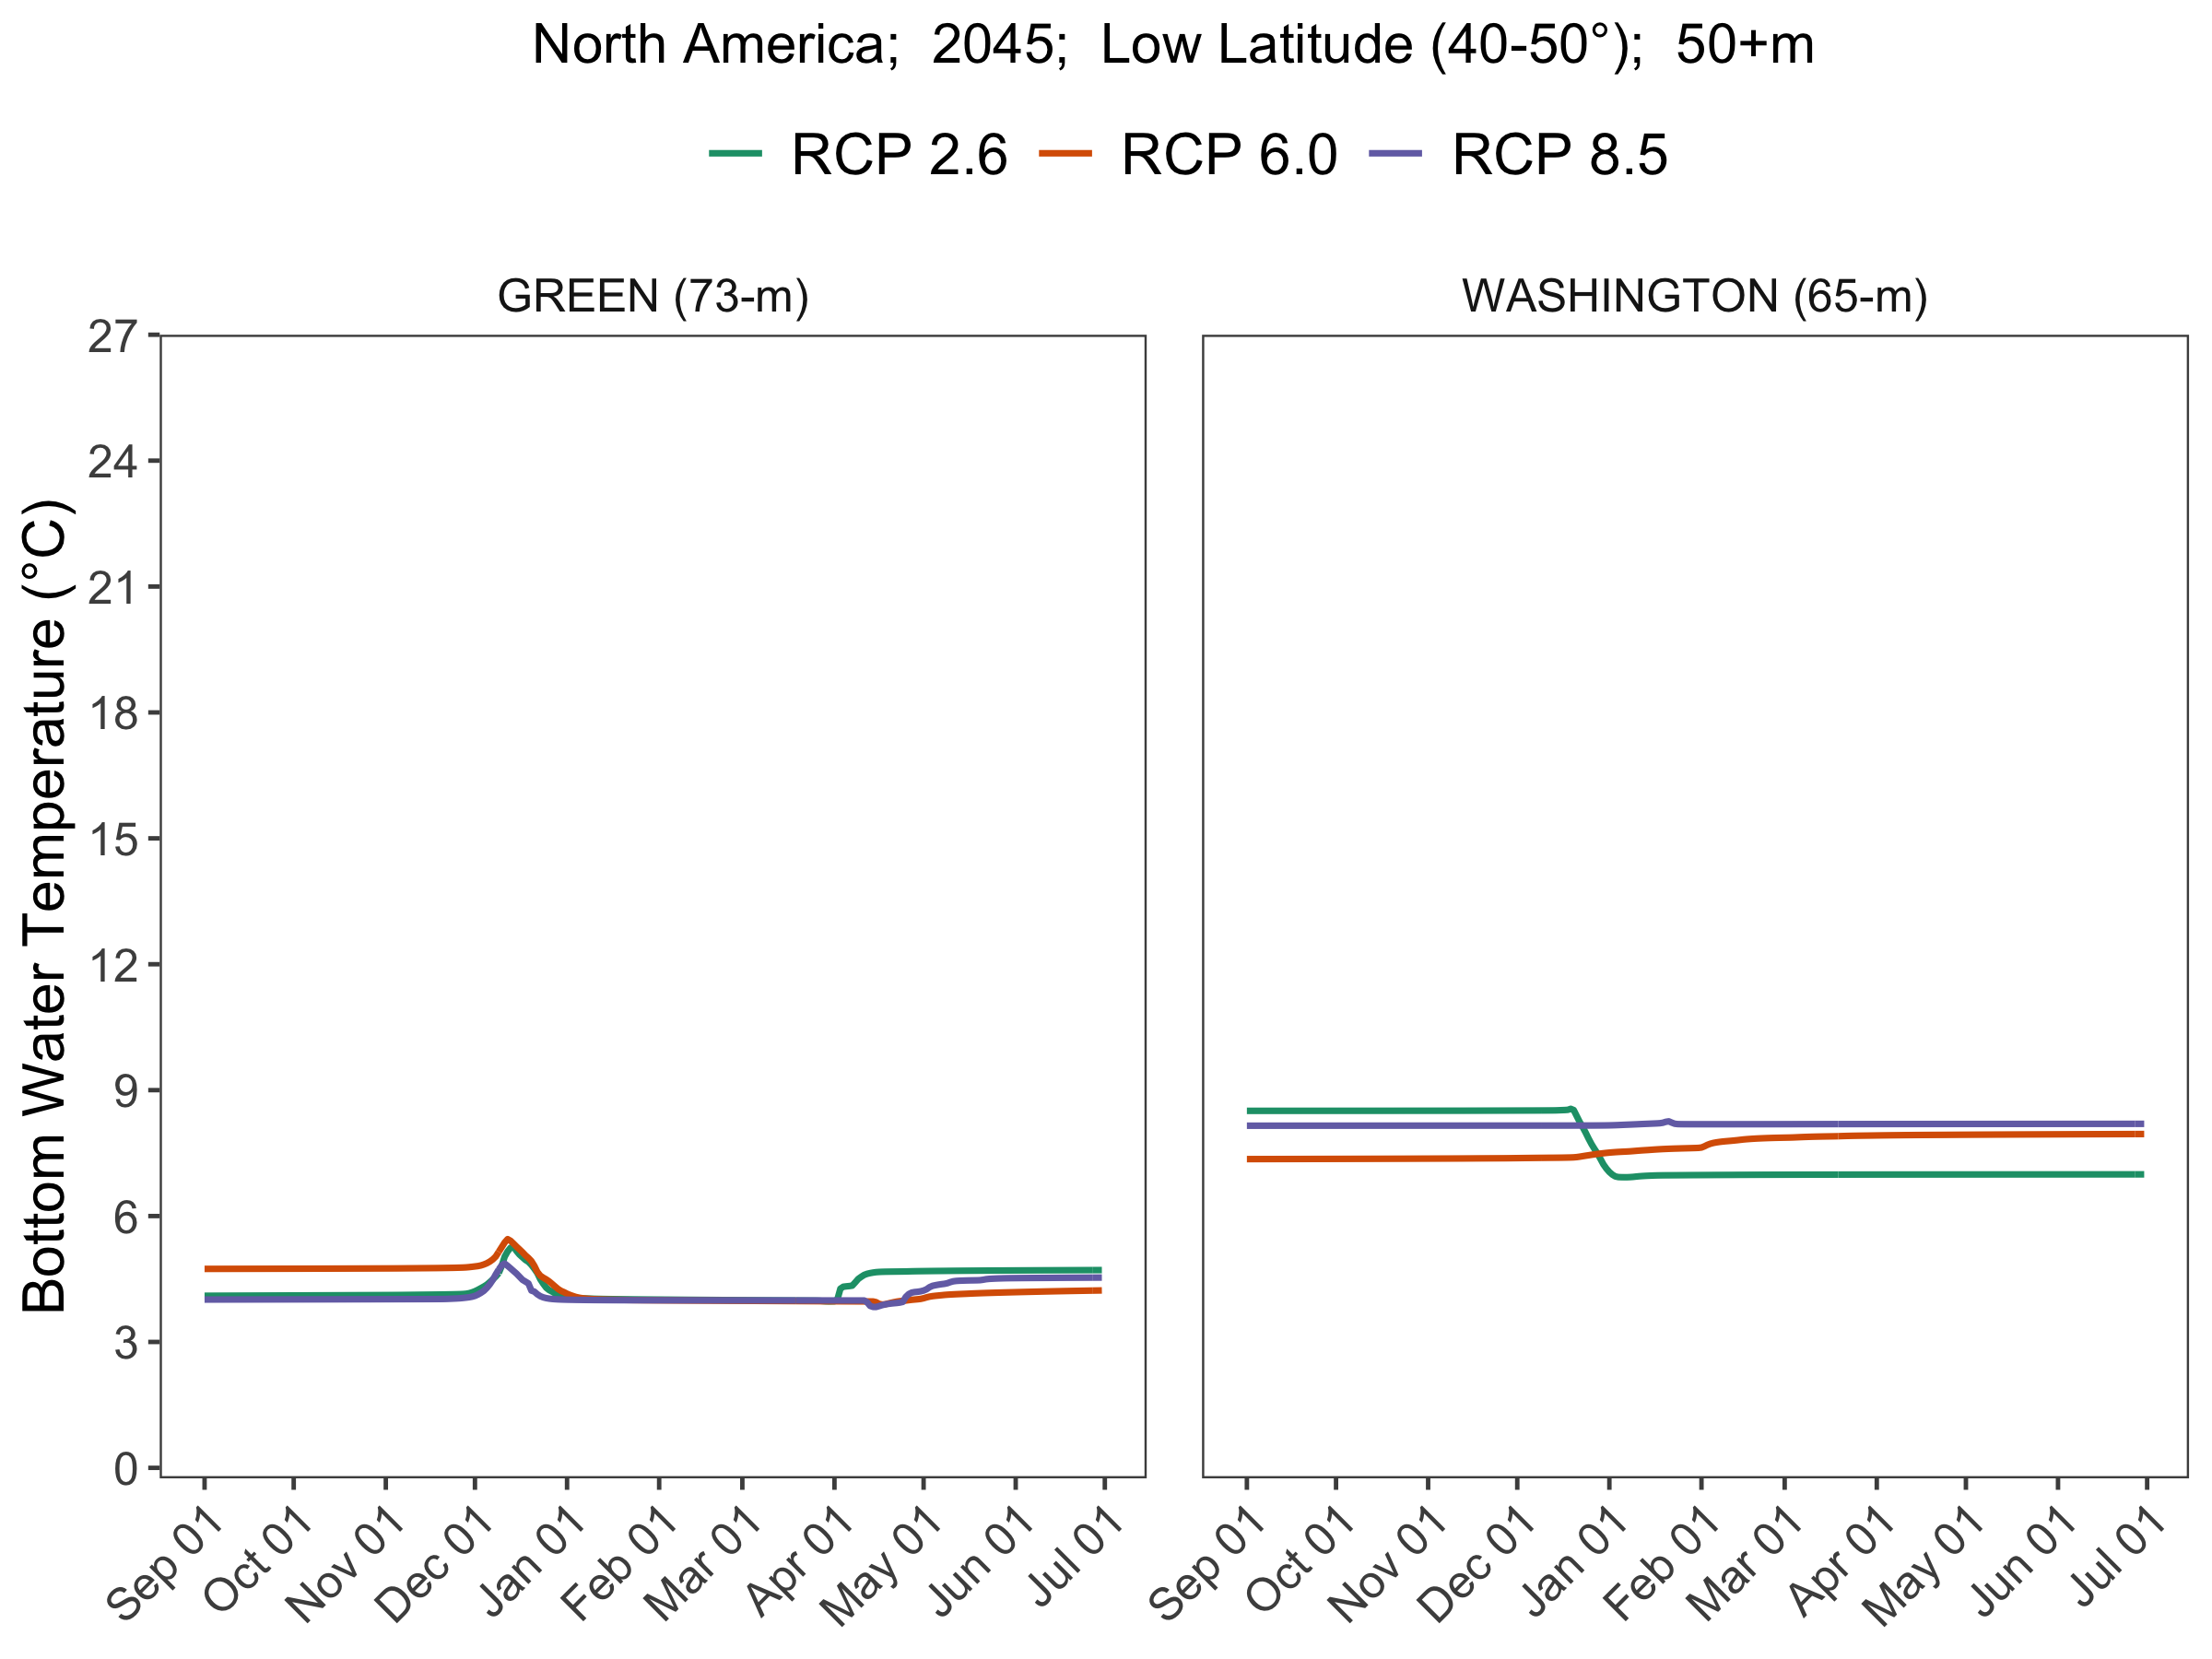 North America;  2045;  Low Latitude (40-50°);  50+m
RCP 2.6 RCP 6.0 RCP 8.5
GREEN (73-m) WASHINGTON (65-m)
Bottom Water Temperature (°C)
27
24
21
18
15
12
9
6
3
0
Sep 01 Oct 01 Nov 01 Dec 01 Jan 01 Feb 01 Mar 01 Apr 01 May 01 Jun 01 Jul 01 Sep 01 Oct 01 Nov 01 Dec 01 Jan 01 Feb 01 Mar 01 Apr 01 May 01 Jun 01 Jul 01